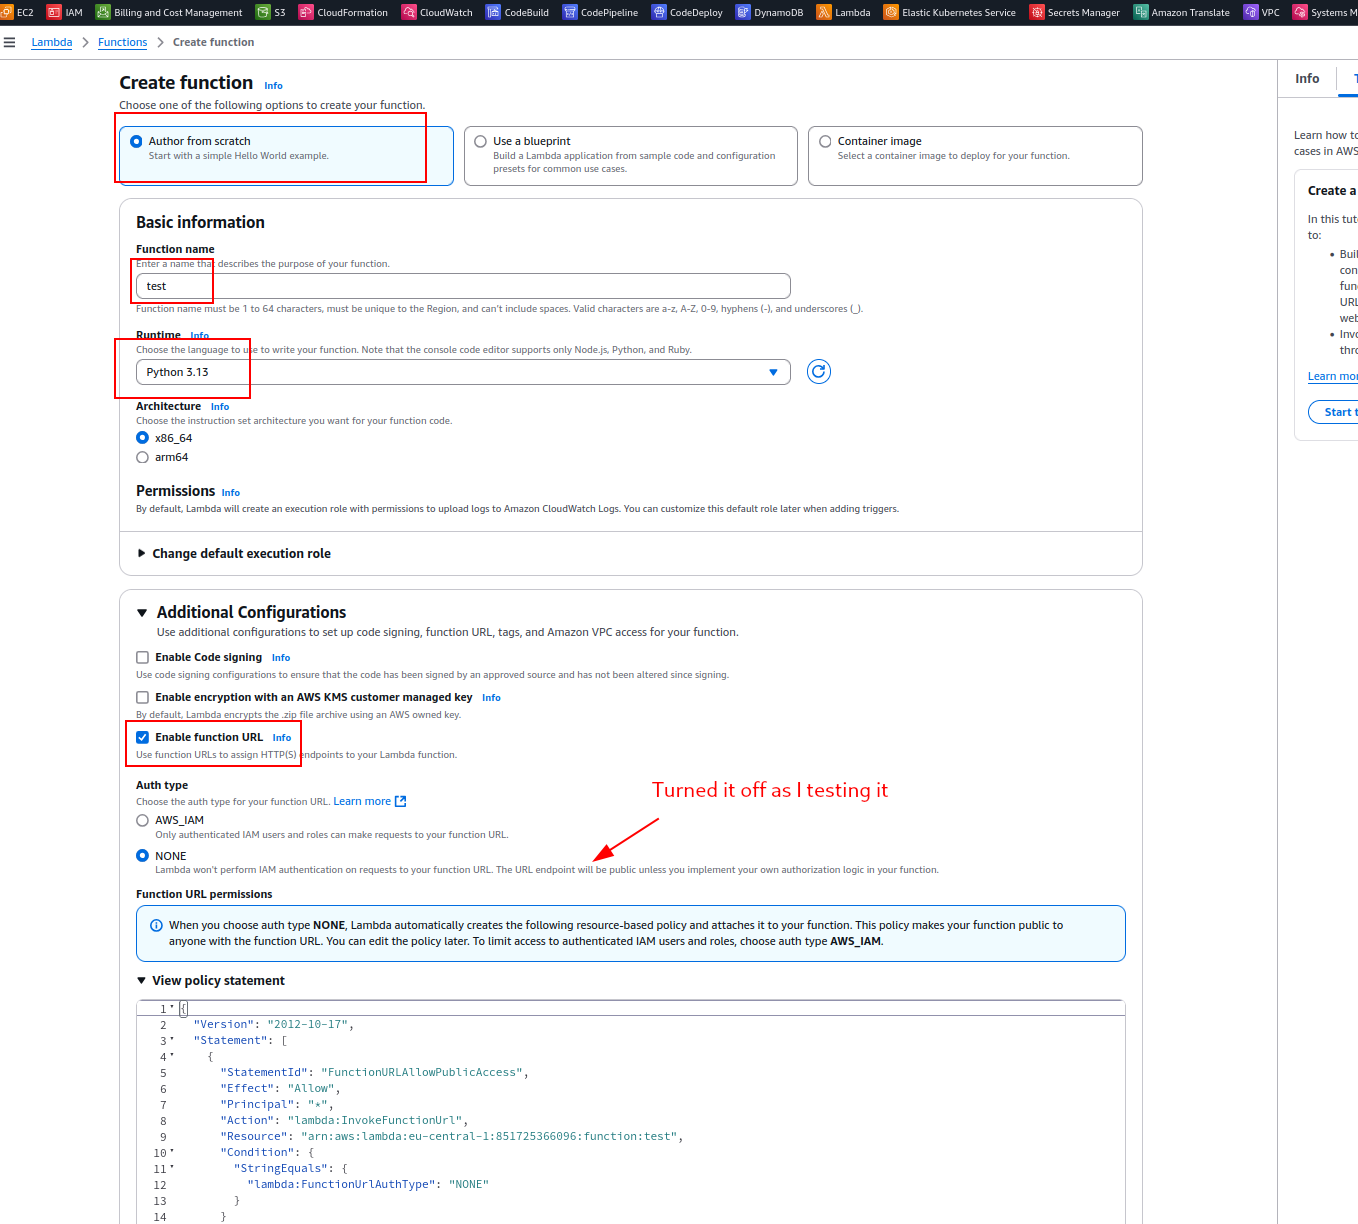 EC2 IAM Billing and Cost Management S3 CloudFormation CloudWatch CodeBuild CodePipeline CodeDeploy DynamoDB Lambda Elastic Kubernetes Service Secrets Manager Amazon Translate VPC Systems M
Lambda > Functions > Create function
Create function Info
Choose one of the following options to create your function.
Author from scratch
Start with a simple Hello World example.
Use a blueprint
Build a Lambda application from sample code and configuration
presets for common use cases.
Container image
Select a container image to deploy for your function.
Basic information
Function name
Enter a name that describes the purpose of your function.
test
Function name must be 1 to 64 characters, must be unique to the Region, and can't include spaces. Valid characters are a-z, A-Z, 0-9, hyphens (-), and underscores (_).
Runtime Info
Choose the language to use to write your function. Note that the console code editor supports only Node.js, Python, and Ruby.
Python 3.13
Architecture Info
Choose the instruction set architecture you want for your function code.
x86_64
arm64
Permissions Info
By default, Lambda will create an execution role with permissions to upload logs to Amazon CloudWatch Logs. You can customize this default role later when adding triggers.
Change default execution role
Additional Configurations
Use additional configurations to set up code signing, function URL, tags, and Amazon VPC access for your function.
Enable Code signing Info
Use code signing configurations to ensure that the code has been signed by an approved source and has not been altered since signing.
Enable encryption with an AWS KMS customer managed key Info
By default, Lambda encrypts the .zip file archive using an AWS owned key.
Enable function URL Info
Use function URLs to assign HTTP(S) endpoints to your Lambda function.
Auth type
Choose the auth type for your function URL. Learn more
Turned it off as I testing it
AWS_IAM
Only authenticated IAM users and roles can make requests to your function URL.
NONE
Lambda won't perform IAM authentication on requests to your function URL. The URL endpoint will be public unless you implement your own authorization logic in your function.
Function URL permissions
When you choose auth type NONE, Lambda automatically creates the following resource-based policy and attaches it to your function. This policy makes your function public to
anyone with the function URL. You can edit the policy later. To limit access to authenticated IAM users and roles, choose auth type AWS_IAM.
View policy statement
1 {
2 "Version": "2012-10-17",
3 "Statement": [
4 {
5 "StatementId": "FunctionURLAllowPublicAccess",
6 "Effect": "Allow",
7 "Principal": "*",
8 "Action": "lambda:InvokeFunctionUrl",
9 "Resource": "arn:aws:lambda:eu-central-1:851725366096:function:test",
10 "Condition": {
11 "StringEquals": {
12 "lambda:FunctionUrlAuthType": "NONE"
13 }
14 }
Info T
Learn how to
cases in AWS
Create a
In this tut
to:
• Buil
con
fun
URL
web
• Invo
thro
Learn mor
Start t